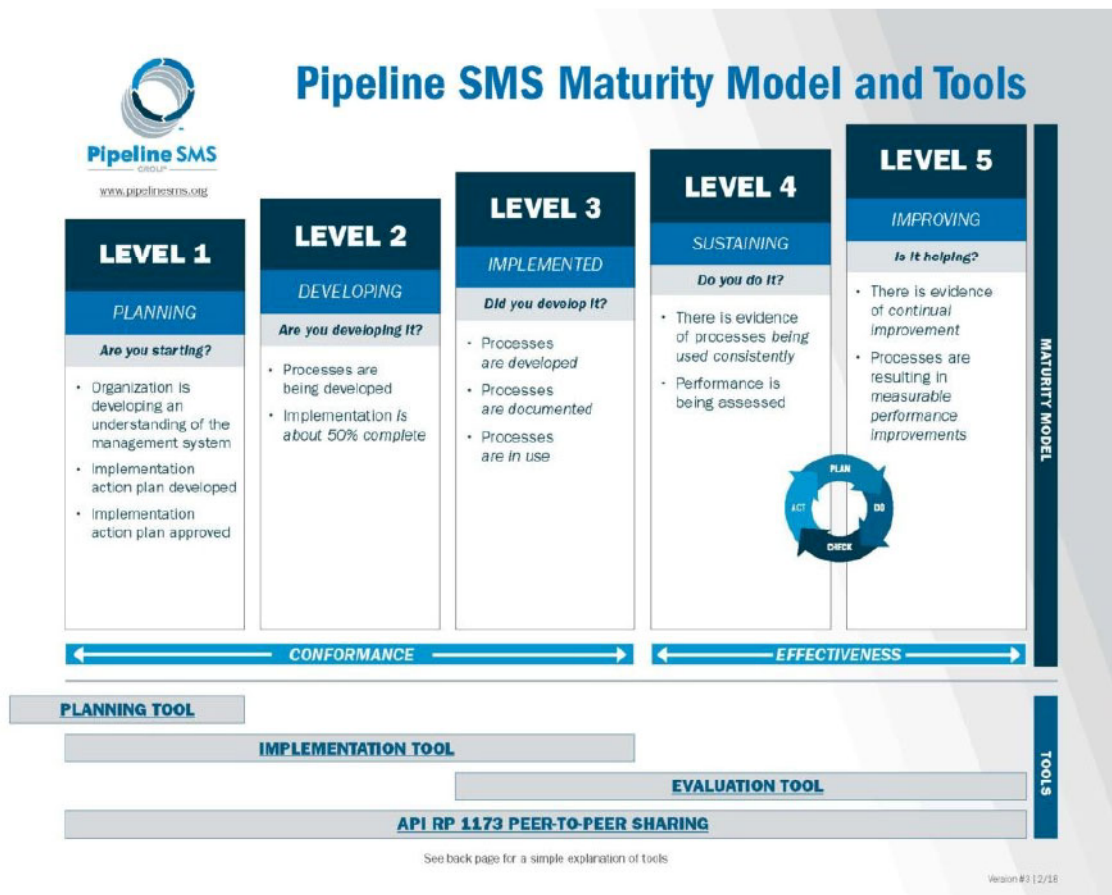 Pipeline SMS Maturity Model and Tools
Pipeline SMS
GROUP
www.pipelinesms.org
LEVEL 1
PLANNING
Are you starting?
• Organization is
developing an
understanding of the
management system
• Implementation
action plan developed
• Implementation
action plan approved
LEVEL 2
DEVELOPING
Are you developing it?
• Processes are
being developed
• Implementation is
about 50% complete
LEVEL 3
IMPLEMENTED
Did you develop it?
• Processes
are developed
• Processes
are documented
• Processes
are in use
LEVEL 4
SUSTAINING
Do you do it?
• There is evidence
of processes being
used consistently
• Performance is
being assessed
LEVEL 5
IMPROVING
Is it helping?
• There is evidence
of continual
improvement
• Processes are
resulting in
measurable
performance
improvements
PLAN
DO
CHECK
ACT
MATURITY MODEL
CONFORMANCE
EFFECTIVENESS
PLANNING TOOL
IMPLEMENTATION TOOL
EVALUATION TOOL
API RP 1173 PEER-TO-PEER SHARING
TOOLS
See back page for a simple explanation of tools
Version #3 | 2/18